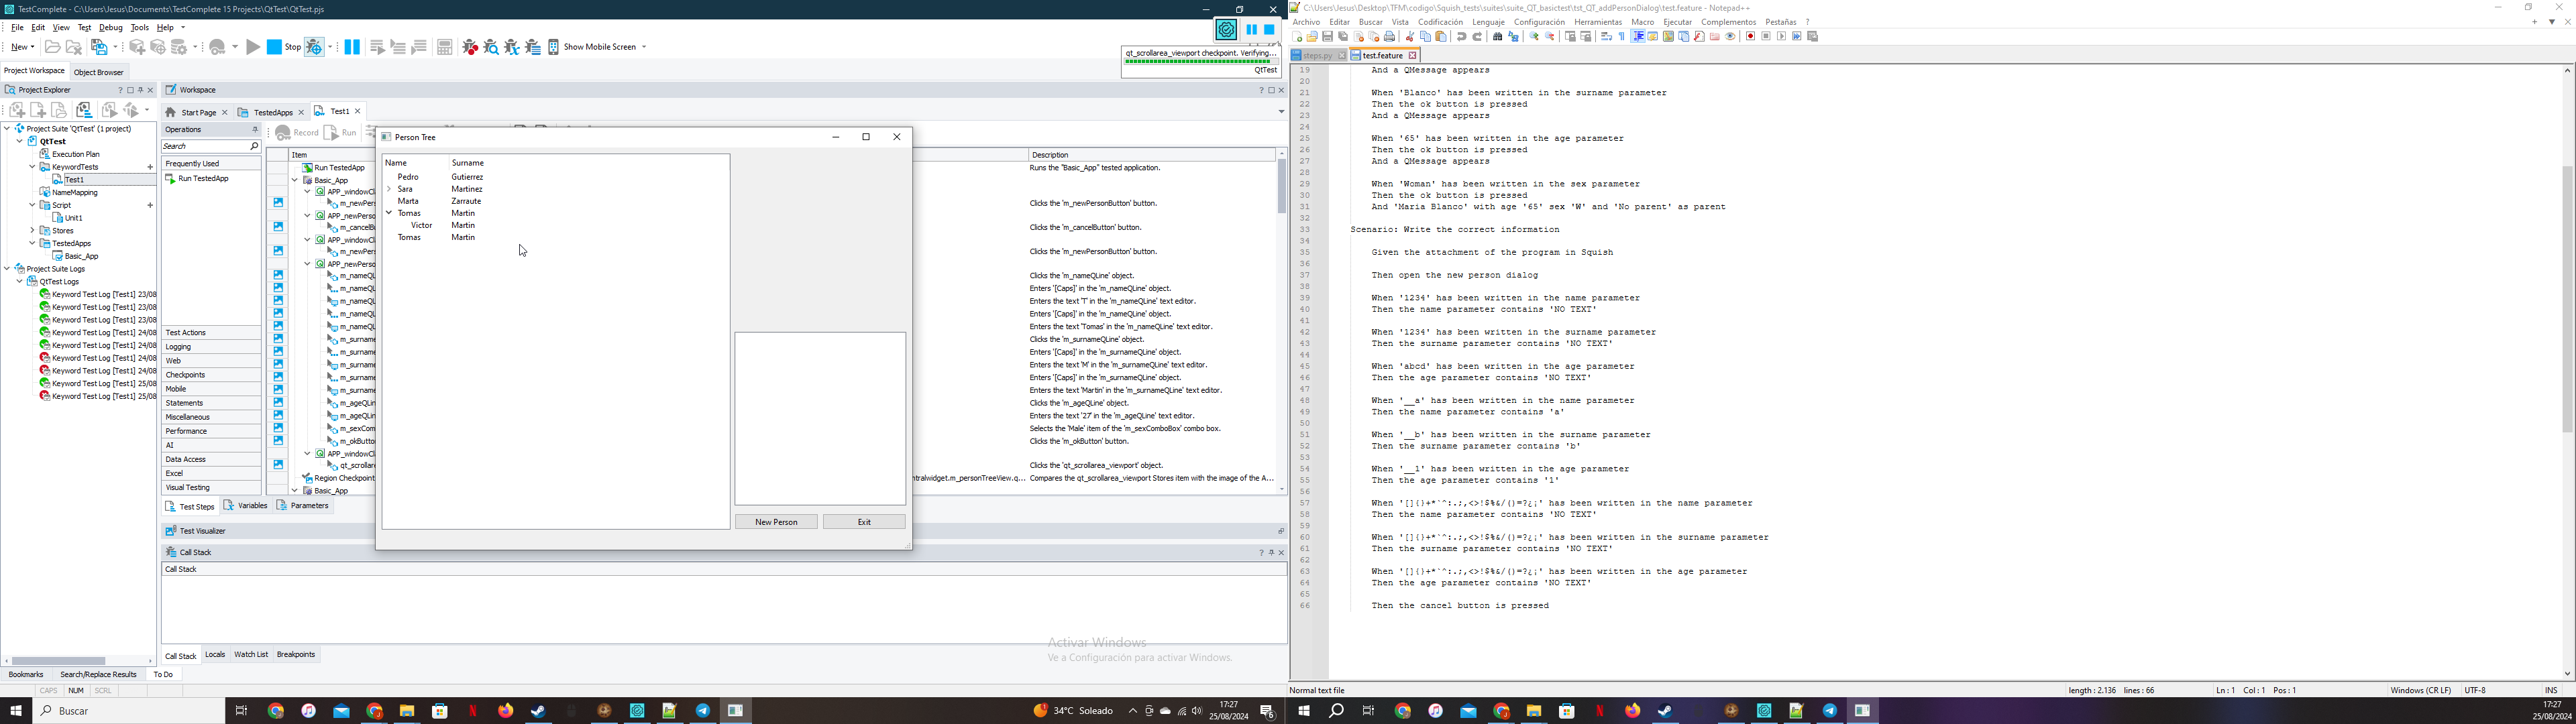 TestComplete - C:\Users\Jesus\Documents\TestComplete 15 Projects\QtTest\QtTest.pjs
File Edit View Test Debug Tools Help
New Stop Show Mobile Screen
qt_scrollarea_viewport checkpoint. Verifying...
QtTest
Project Workspace Object Browser
Project Explorer
Project Suite 'QtTest' (1 project)
QtTest
Execution Plan
KeywordTests
Test1
NameMapping
Script
Unit1
Stores
TestedApps
Basic_App
Project Suite Logs
QtTest Logs
Keyword Test Log [Test1] 23/08
Keyword Test Log [Test1] 23/08
Keyword Test Log [Test1] 23/08
Keyword Test Log [Test1] 24/08
Keyword Test Log [Test1] 24/08
Keyword Test Log [Test1] 24/08
Keyword Test Log [Test1] 24/08
Keyword Test Log [Test1] 25/08
Keyword Test Log [Test1] 25/08
Workspace
Start Page TestedApps Test1
Operations
Search
Frequently Used
Run TestedApp
Test Actions
Logging
Web
Checkpoints
Mobile
Statements
Miscellaneous
Performance
AI
Data Access
Excel
Visual Testing
Record Run
Item
Run TestedApp
Basic_App
APP_windowCl
m_newPers
APP_newPerso
m_cancelB
APP_windowCl
m_newPers
APP_newPerso
m_nameQL
m_nameQL
m_nameQL
m_nameQL
m_nameQL
m_surname
m_surname
m_surname
m_surname
m_surname
m_ageQLin
m_ageQLin
m_sexCom
m_okButto
APP_windowCl
qt_scrollare
Region Checkpoint
Basic_App
Person Tree
Name Surname
Pedro Gutierrez
Sara Martinez
Marta Zarraute
Tomas Martin
Victor Martin
Tomas Martin
New Person Exit
Description
Runs the "Basic_App" tested application.
Clicks the 'm_newPersonButton' button.
Clicks the 'm_cancelButton' button.
Clicks the 'm_newPersonButton' button.
Clicks the 'm_nameQLine' object.
Enters '[Caps]' in the 'm_nameQLine' object.
Enters the text 'T' in the 'm_nameQLine' text editor.
Enters '[Caps]' in the 'm_nameQLine' object.
Enters the text 'Tomas' in the 'm_nameQLine' text editor.
Clicks the 'm_surnameQLine' object.
Enters '[Caps]' in the 'm_surnameQLine' object.
Enters the text 'M' in the 'm_surnameQLine' text editor.
Enters '[Caps]' in the 'm_surnameQLine' object.
Enters the text 'Martin' in the 'm_surnameQLine' text editor.
Clicks the 'm_ageQLine' object.
Enters the text '27' in the 'm_ageQLine' text editor.
Selects the 'Male' item of the 'm_sexComboBox' combo box.
Clicks the 'm_okButton' button.
Clicks the 'qt_scrollarea_viewport' object.
ntralwidget.m_personTreeView.q... Compares the qt_scrollarea_viewport Stores item with the image of the A...
Test Steps Variables Parameters
Test Visualizer
Call Stack
Call Stack
Activar Windows
Ve a Configuración para activar Windows.
Call Stack Locals Watch List Breakpoints
Bookmarks Search/Replace Results To Do
CAPS NUM SCRL
Buscar
34°C Soleado
17:27
25/08/2024
C:\Users\Jesus\Desktop\TFM\codigo\Squish_tests\suites\suite_QT_basictest\tst_QT_addPersonDialog\test.feature - Notepad++
Archivo Editar Buscar Vista Codificación Lenguaje Configuración Herramientas Macro Ejecutar Complementos Pestañas ?
steps.py test.feature
19 And a QMessage appears
20
21 When 'Blanco' has been written in the surname parameter
22 Then the ok button is pressed
23 And a QMessage appears
24
25 When '65' has been written in the age parameter
26 Then the ok button is pressed
27 And a QMessage appears
28
29 When 'Woman' has been written in the sex parameter
30 Then the ok button is pressed
31 And 'Maria Blanco' with age '65' sex 'W' and 'No parent' as parent
32
33 Scenario: Write the correct information
34
35 Given the attachment of the program in Squish
36
37 Then open the new person dialog
38
39 When '1234' has been written in the name parameter
40 Then the name parameter contains 'NO TEXT'
41
42 When '1234' has been written in the surname parameter
43 Then the surname parameter contains 'NO TEXT'
44
45 When 'abcd' has been written in the age parameter
46 Then the age parameter contains 'NO TEXT'
47
48 When '__a' has been written in the name parameter
49 Then the name parameter contains 'a'
50
51 When '__b' has been written in the surname parameter
52 Then the surname parameter contains 'b'
53
54 When '__1' has been written in the age parameter
55 Then the age parameter contains '1'
56
57 When '[]{}+*`^:.;,<>!$%&/()=?¿¡' has been written in the name parameter
58 Then the name parameter contains 'NO TEXT'
59
60 When '[]{}+*`^:.;,<>!$%&/()=?¿¡' has been written in the surname parameter
61 Then the surname parameter contains 'NO TEXT'
62
63 When '[]{}+*`^:.;,<>!$%&/()=?¿¡' has been written in the age parameter
64 Then the age parameter contains 'NO TEXT'
65
66 Then the cancel button is pressed
Normal text file length : 2.136 lines : 66 Ln : 1 Col : 1 Pos : 1 Windows (CR LF) UTF-8 INS
17:27
25/08/2024